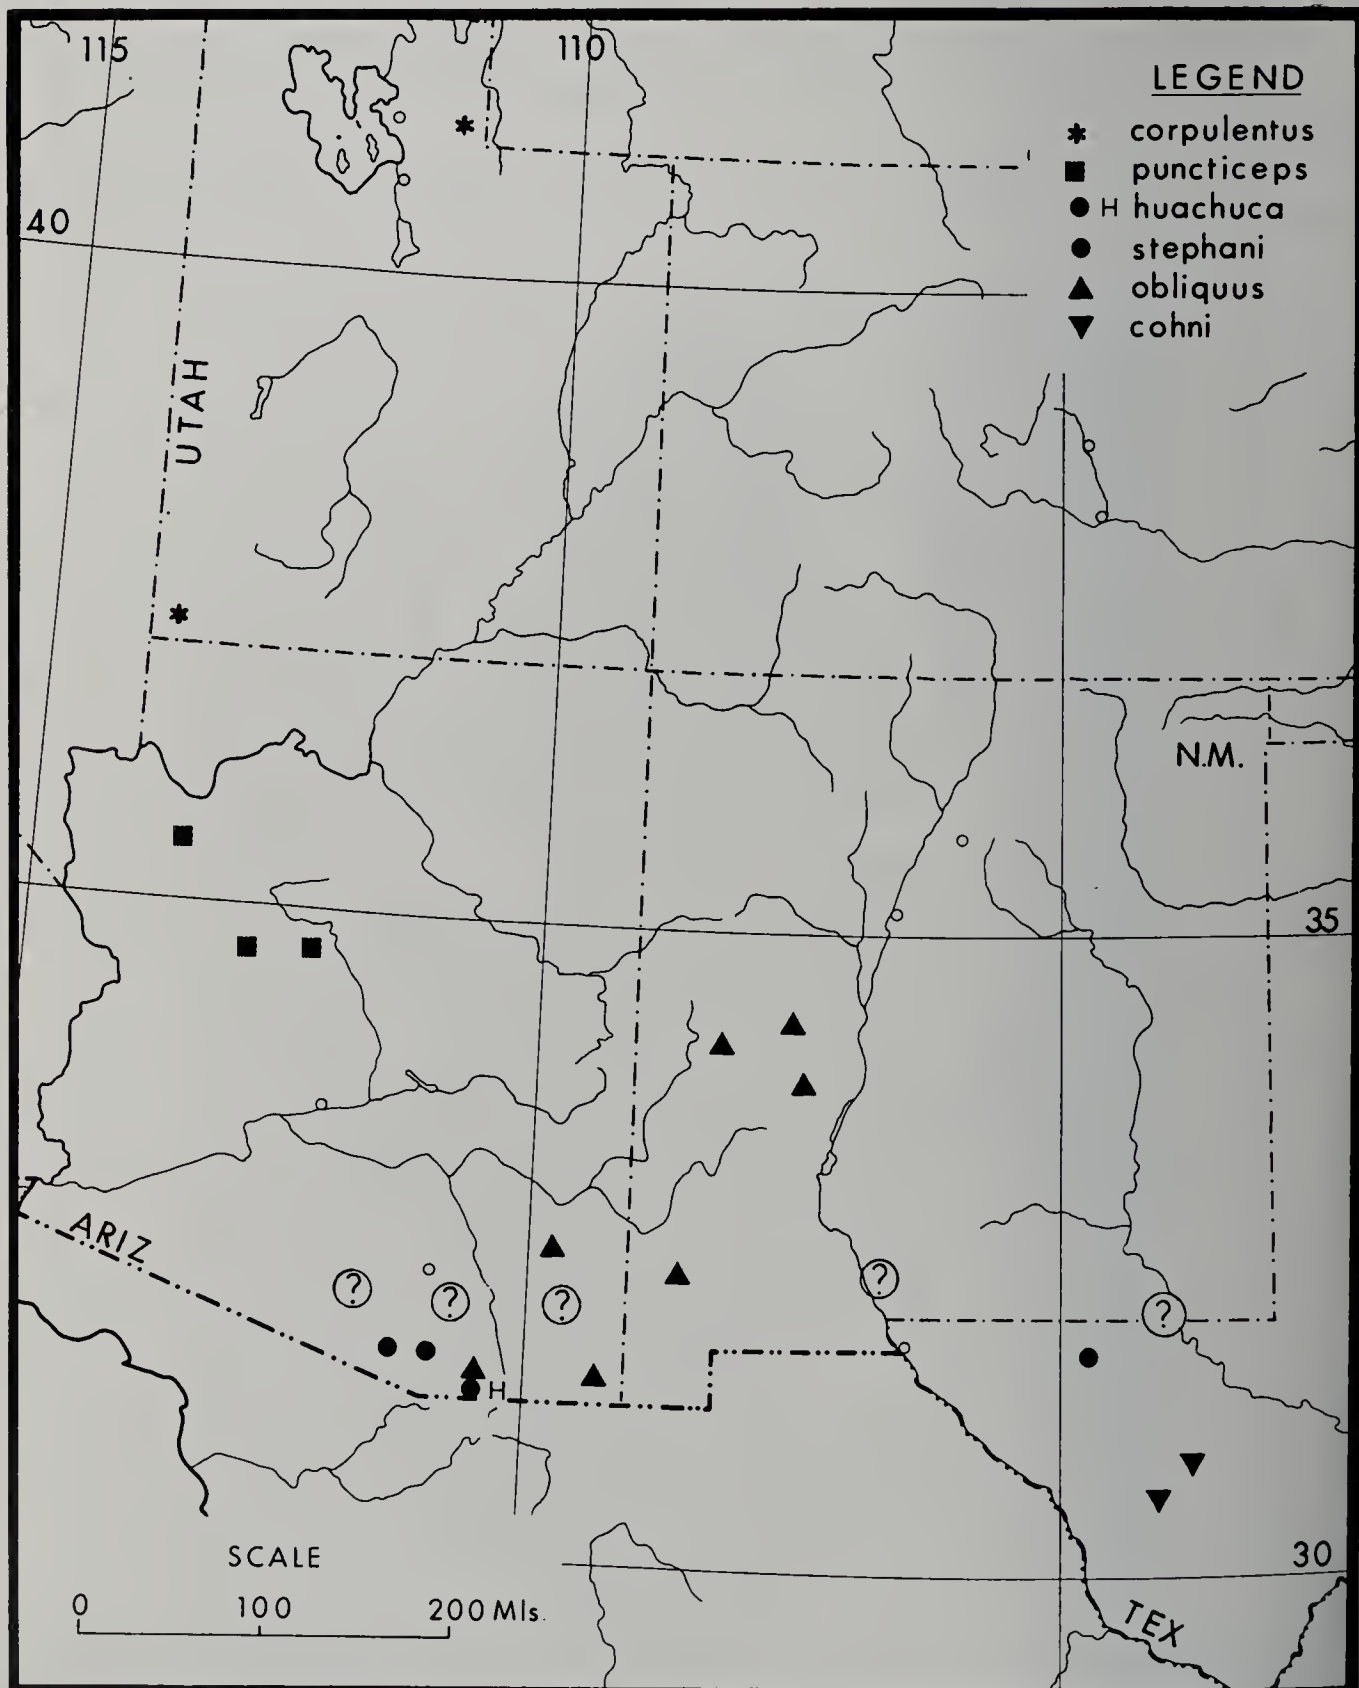 115
110
LEGEND
* corpulentus
■ puncticeps
● H huachuca
● stephani
▲ obliquus
▼ cohni
40
UTAH
N.M.
35
ARIZ
?
?
?
?
?
H
SCALE
0 100 200 Mls.
30
TEX